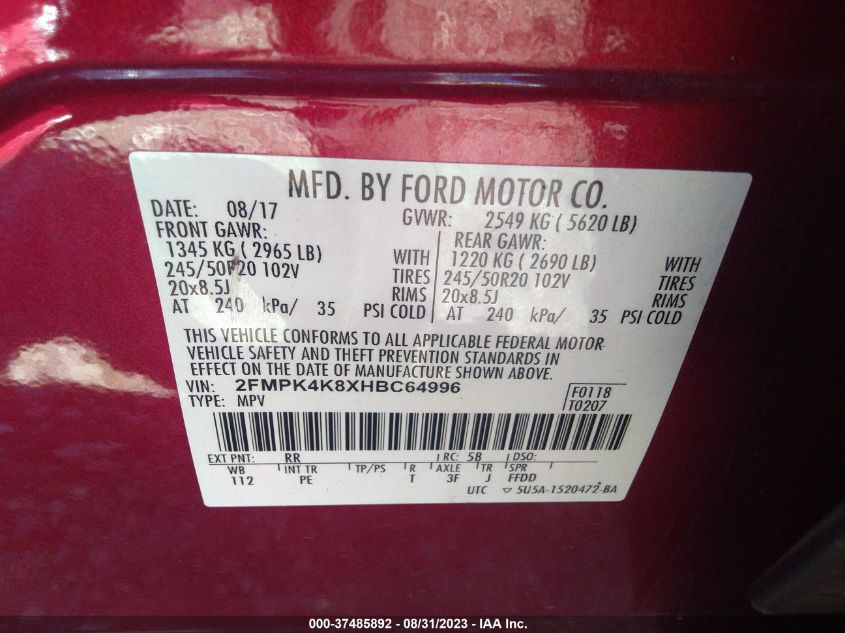 MFD. BY FORD MOTOR CO.
DATE: 08/17 GVWR: 2549 KG ( 5620 LB)
FRONT GAWR: REAR GAWR:
1345 KG ( 2965 LB) WITH 1220 KG ( 2690 LB) WITH
245/50R20 102V TIRES 245/50R20 102V TIRES
20x8.5J RIMS 20x8.5J RIMS
AT 240 kPa/ 35 PSI COLD AT 240 kPa/ 35 PSI COLD
THIS VEHICLE CONFORMS TO ALL APPLICABLE FEDERAL MOTOR
VEHICLE SAFETY AND THEFT PREVENTION STANDARDS IN
EFFECT ON THE DATE OF MANUFACTURE SHOWN ABOVE.
VIN: 2FMPK4K8XHBC64996 F0118
TYPE: MPV T0207
EXT PNT: RR RC: 58 DSO:
WB INT TR TP/PS R AXLE TR SPR
112 PE T 3F J FFDD
UTC ▽ 5U5A-1520472-BA
000-37485892 - 08/31/2023 - IAA Inc.